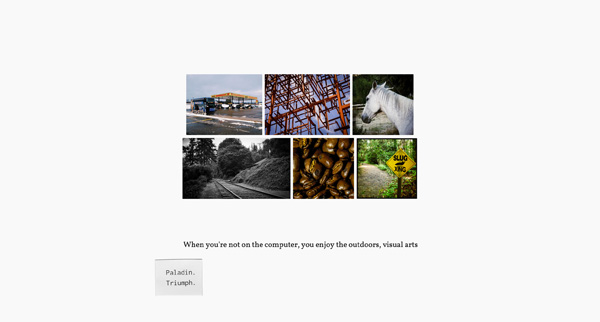 SLUG
XING
When you're not on the computer, you enjoy the outdoors, visual arts
Paladin.
Triumph.